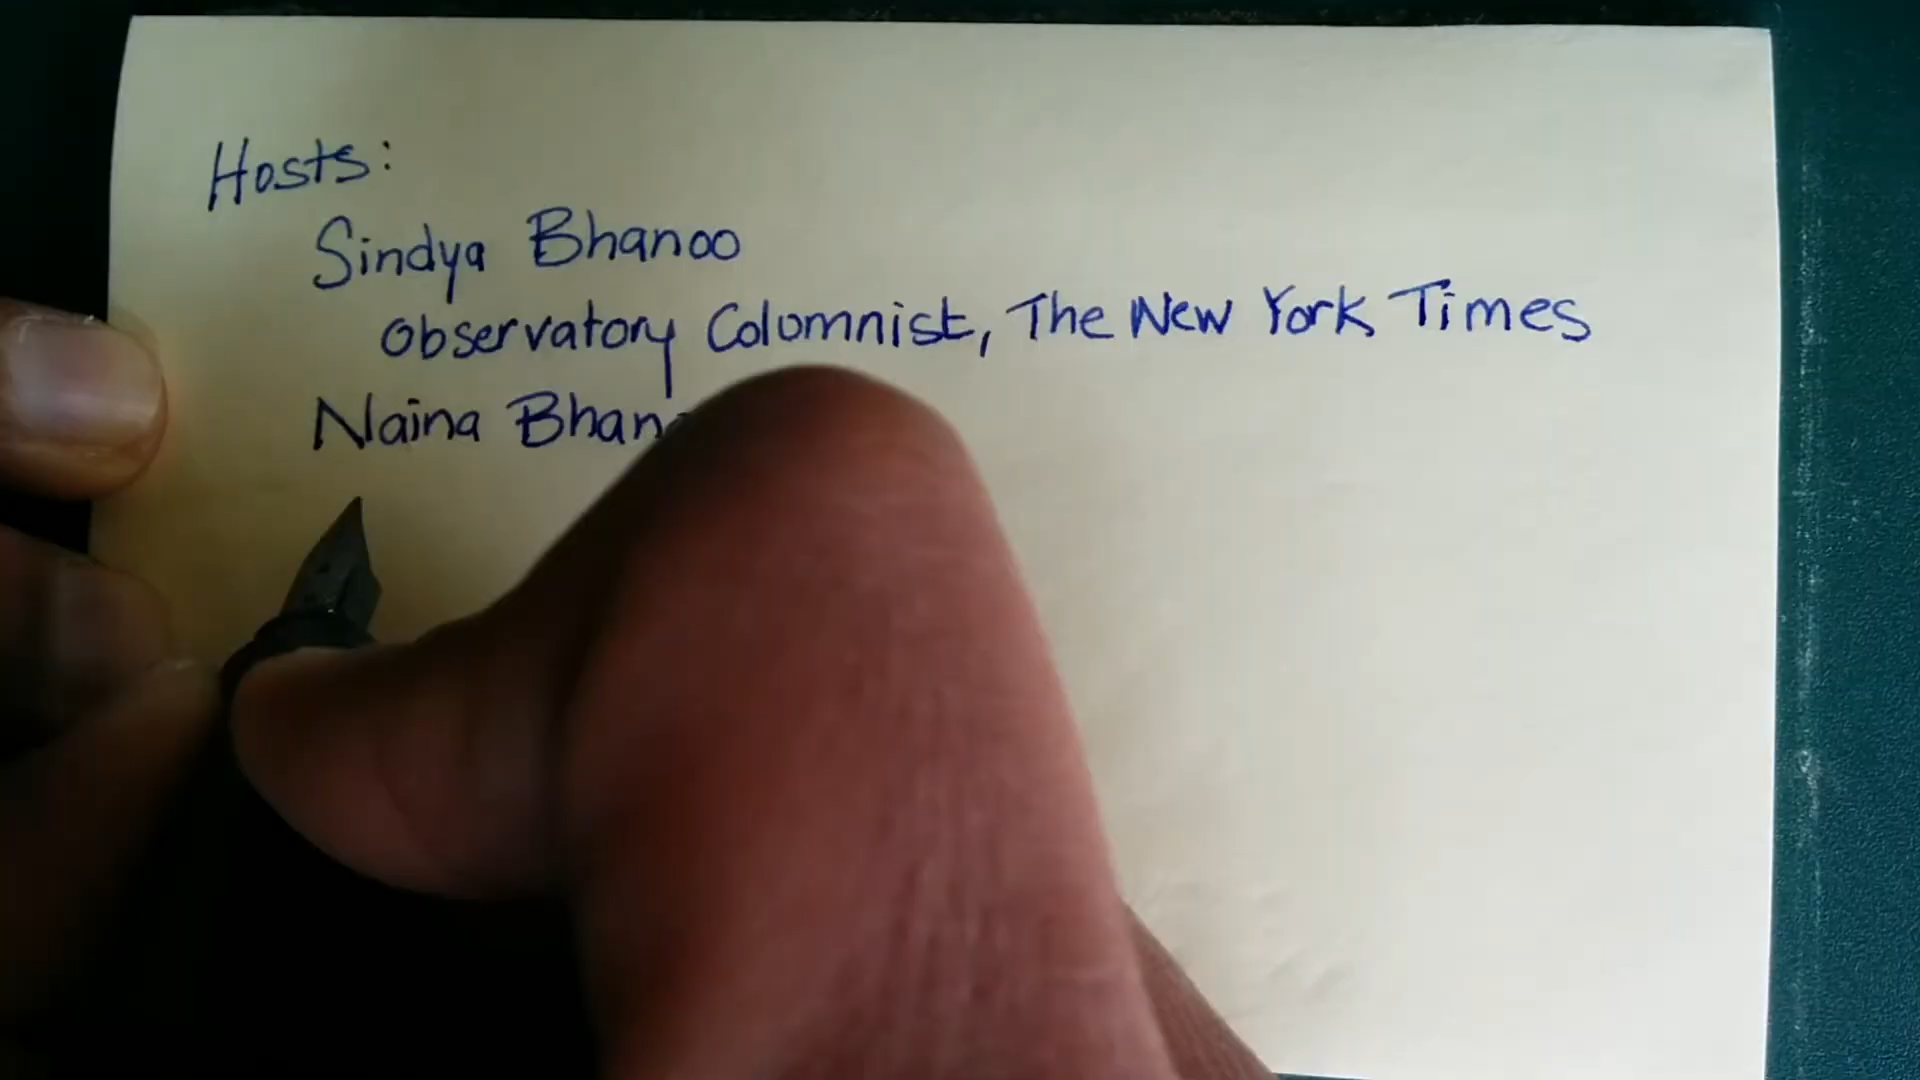 Hosts:
Sindya Bhanoo
Observatory Colomnist, The New York Times
Naina